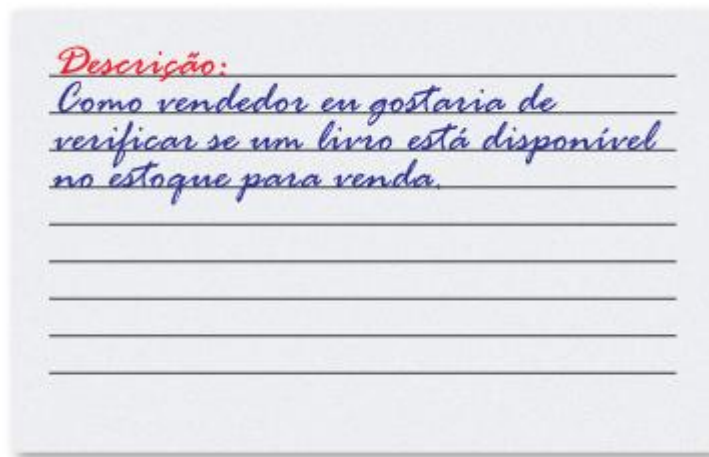 Descrição:
Como vendedor eu gostaria de
verificar se um livro está disponível
no estoque para venda.